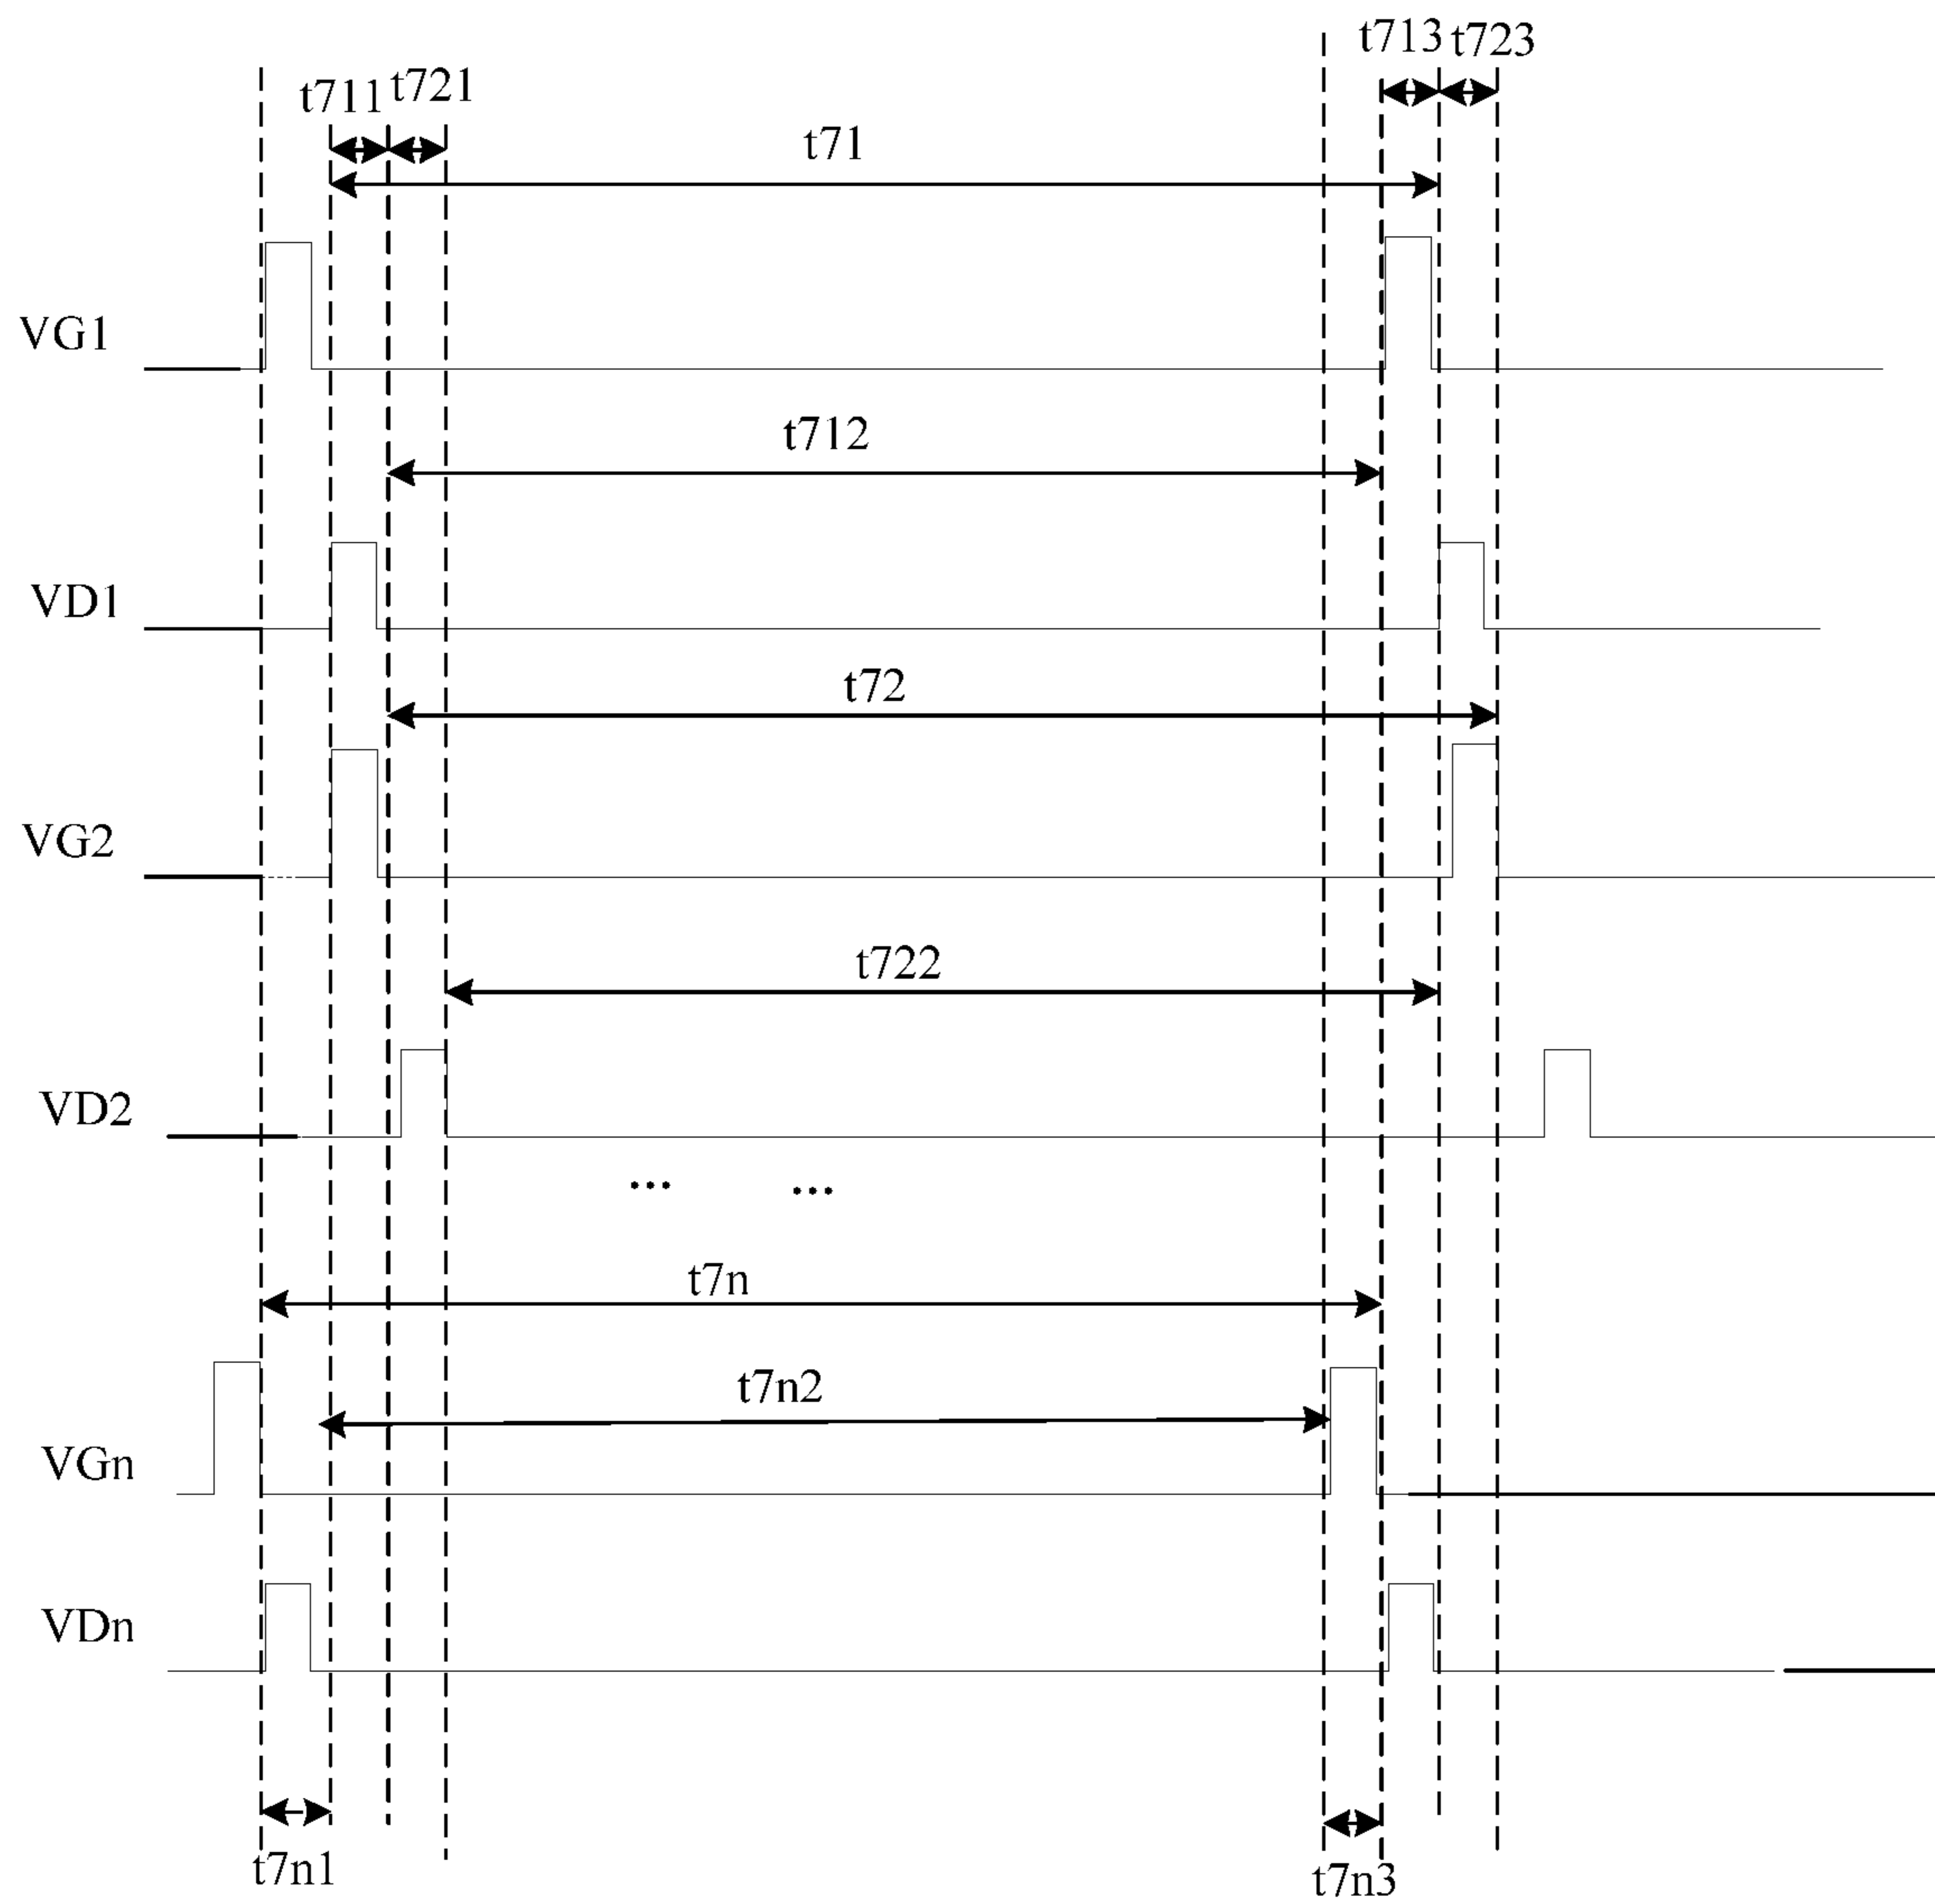 t713 t723
t711 t721
t71
VG1
t712
VD1
t72
VG2
t722
VD2
... ...
t7n
t7n2
VGn
VDn
t7n1
t7n3